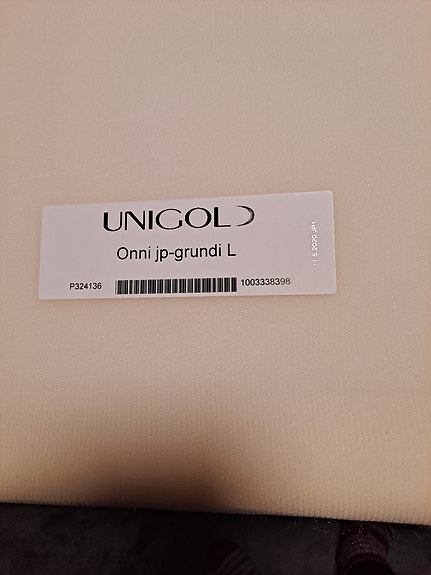 UNIGOLD
Onni jp-grundi L
P324136
1003338398
11.5.2020 JP1